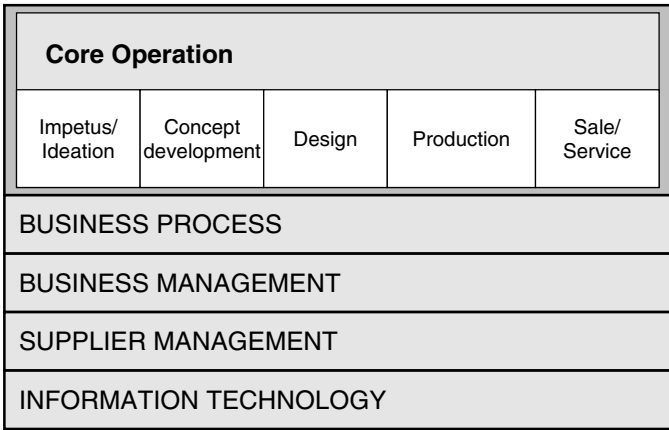 Core Operation
Impetus/
Ideation
Concept
development
Design
Production
Sale/
Service
BUSINESS PROCESS
BUSINESS MANAGEMENT
SUPPLIER MANAGEMENT
INFORMATION TECHNOLOGY